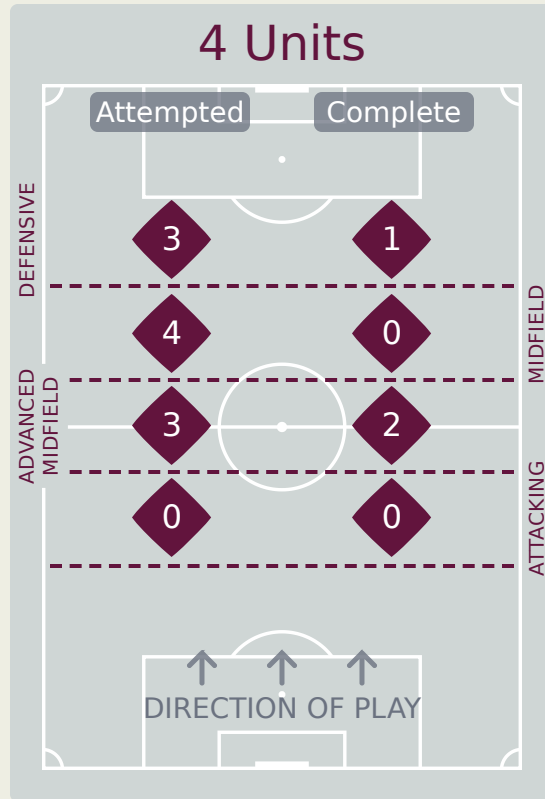 4 Units
Attempted
Complete
DEFENSIVE
3
1
MIDFIELD
4
0
ADVANCED
MIDFIELD
3
2
ATTACKING
0
0
DIRECTION OF PLAY